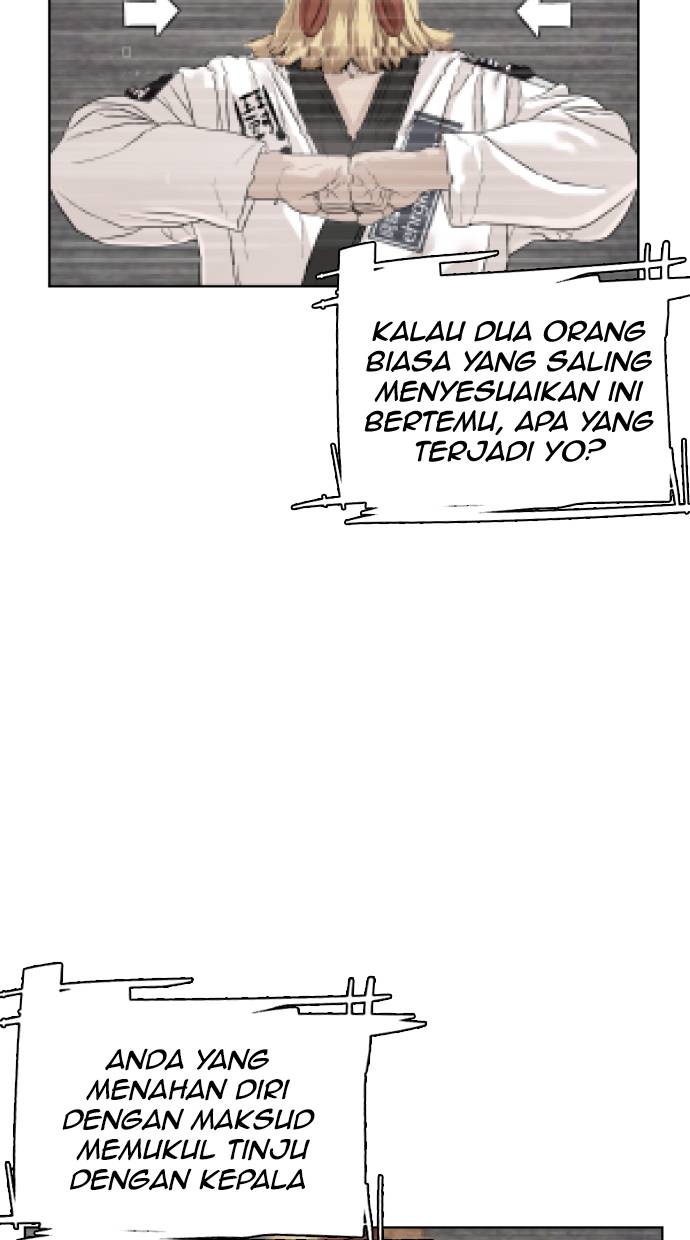 KALAU DUA ORANG
BIASA YANG SALING
MENYESUAIKAN INI
BERTEMU, APA YANG
TERJADI YO?
ANDA YANG
MENAHAN DIRI
DENGAN MAKSUD
MEMUKUL TINJU
DENGAN KEPALA